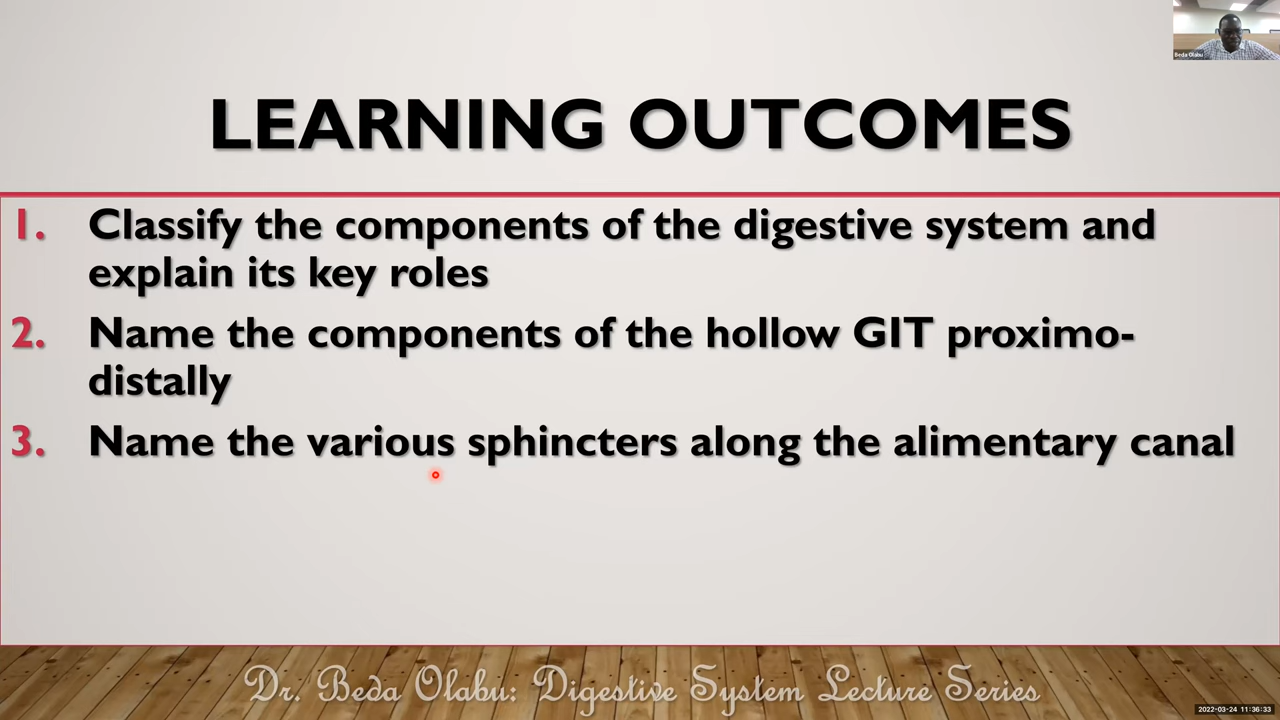 Beda Olabu
LEARNING OUTCOMES
1. Classify the components of the digestive system and
explain its key roles
2. Name the components of the hollow GIT proximo-
distally
3. Name the various sphincters along the alimentary canal
Dr. Beda Olabu: Digestive System Lecture Series
2022-03-24 11:36:33